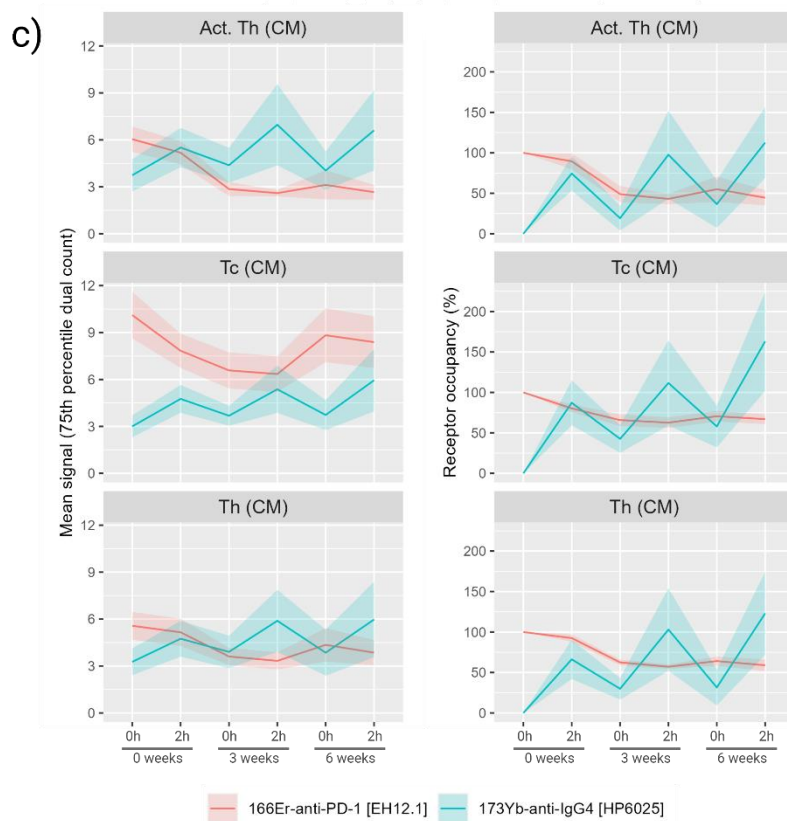 c)
Act. Th (CM)
Act. Th (CM)
12
9
6
3
0
200
150
100
50
0
Tc (CM)
Tc (CM)
12
9
6
3
0
200
150
100
50
0
Th (CM)
Th (CM)
12
9
6
3
0
200
150
100
50
0
Mean signal (75th percentile dual count)
Receptor occupancy (%)
0h 2h 0h 2h 0h 2h
0 weeks 3 weeks 6 weeks
0h 2h 0h 2h 0h 2h
0 weeks 3 weeks 6 weeks
166Er-anti-PD-1 [EH12.1] 173Yb-anti-IgG4 [HP6025]